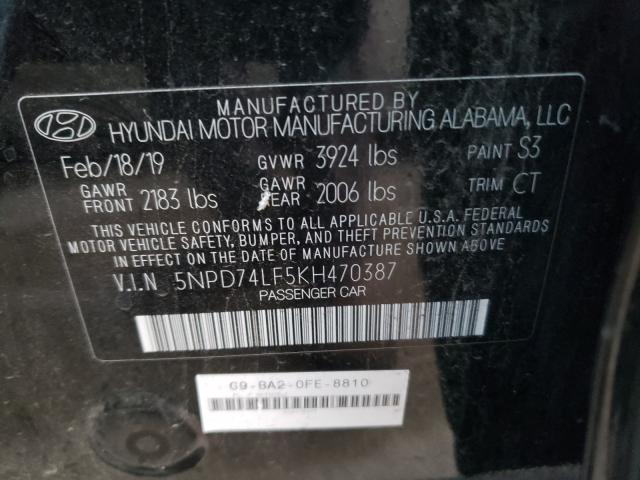 MANUFACTURED BY
HYUNDAI MOTOR MANUFACTURING ALABAMA, LLC
Feb/18/19 GVWR 3924 lbs PAINT S3
GAWR FRONT 2183 lbs GAWR REAR 2006 lbs TRIM CT
THIS VEHICLE CONFORMS TO ALL APPLICABLE U.S.A. FEDERAL
MOTOR VEHICLE SAFETY, BUMPER, AND THEFT PREVENTION STANDARDS
IN EFFECT ON THE DATE OF MANUFACTURE SHOWN ABOVE.
V.I.N 5NPD74LF5KH470387
PASSENGER CAR
G9-BA2-0FE-8810